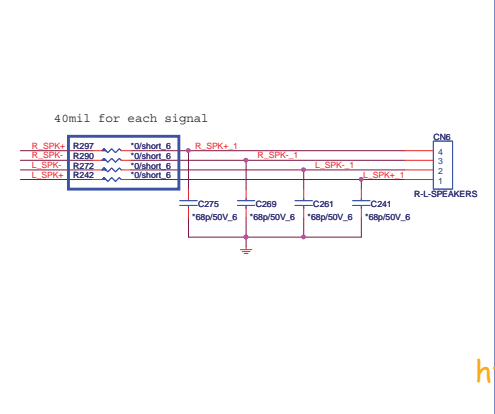 40mil for each signal
CN6
R_SPK+ R297 *0/short_6 R_SPK+_1 4
R_SPK- R290 *0/short_6 R_SPK-_1 3
L_SPK- R272 *0/short_6 L_SPK-_1 2
L_SPK+ R242 *0/short_6 L_SPK+_1 1
R-L-SPEAKERS
C275 C269 C261 C241
*68p/50V_6 *68p/50V_6 *68p/50V_6 *68p/50V_6